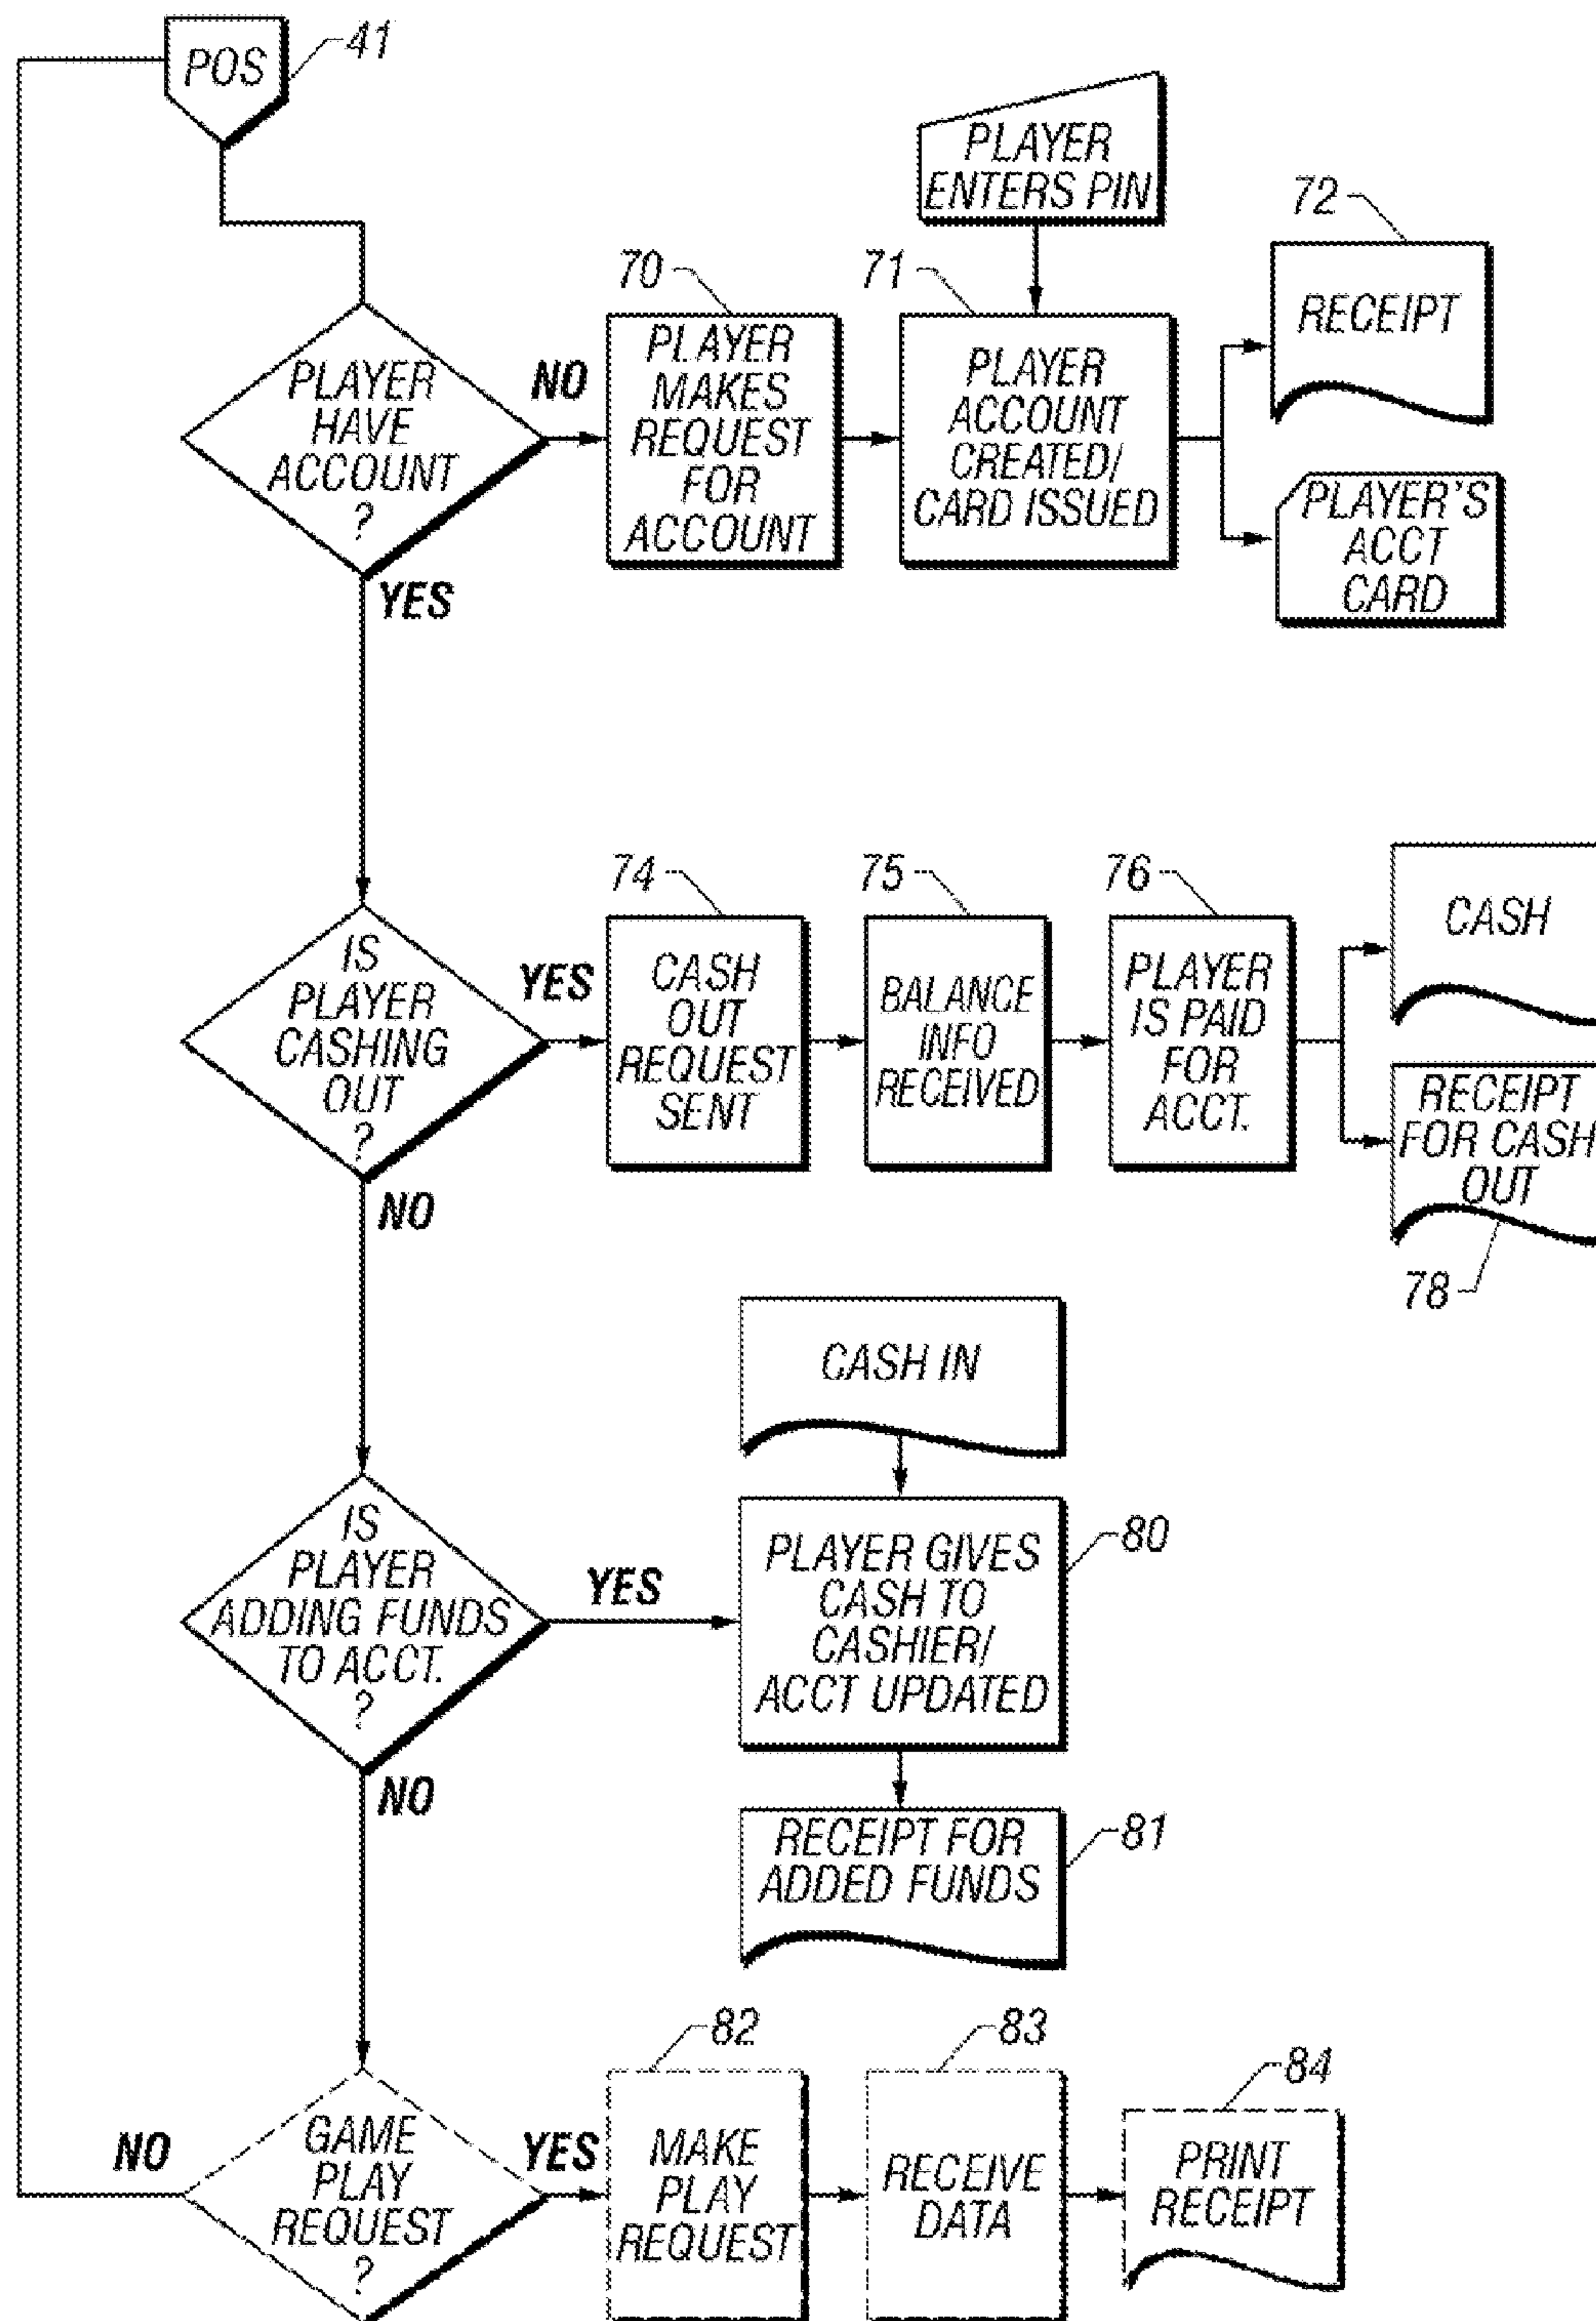 POS
41
PLAYER
ENTERS PIN
PLAYER
HAVE
ACCOUNT
?
NO
YES
70
PLAYER
MAKES
REQUEST
FOR
ACCOUNT
71
PLAYER
ACCOUNT
CREATED/
CARD ISSUED
72
RECEIPT
PLAYER'S
ACCT
CARD
IS
PLAYER
CASHING
OUT
?
YES
NO
74
CASH
OUT
REQUEST
SENT
75
BALANCE
INFO
RECEIVED
76
PLAYER
IS PAID
FOR
ACCT.
CASH
RECEIPT
FOR CASH
OUT
78
CASH IN
IS
PLAYER
ADDING FUNDS
TO ACCT.
?
YES
NO
80
PLAYER GIVES
CASH TO
CASHIER/
ACCT UPDATED
81
RECEIPT FOR
ADDED FUNDS
NO
GAME
PLAY
REQUEST
?
YES
82
MAKE
PLAY
REQUEST
83
RECEIVE
DATA
84
PRINT
RECEIPT